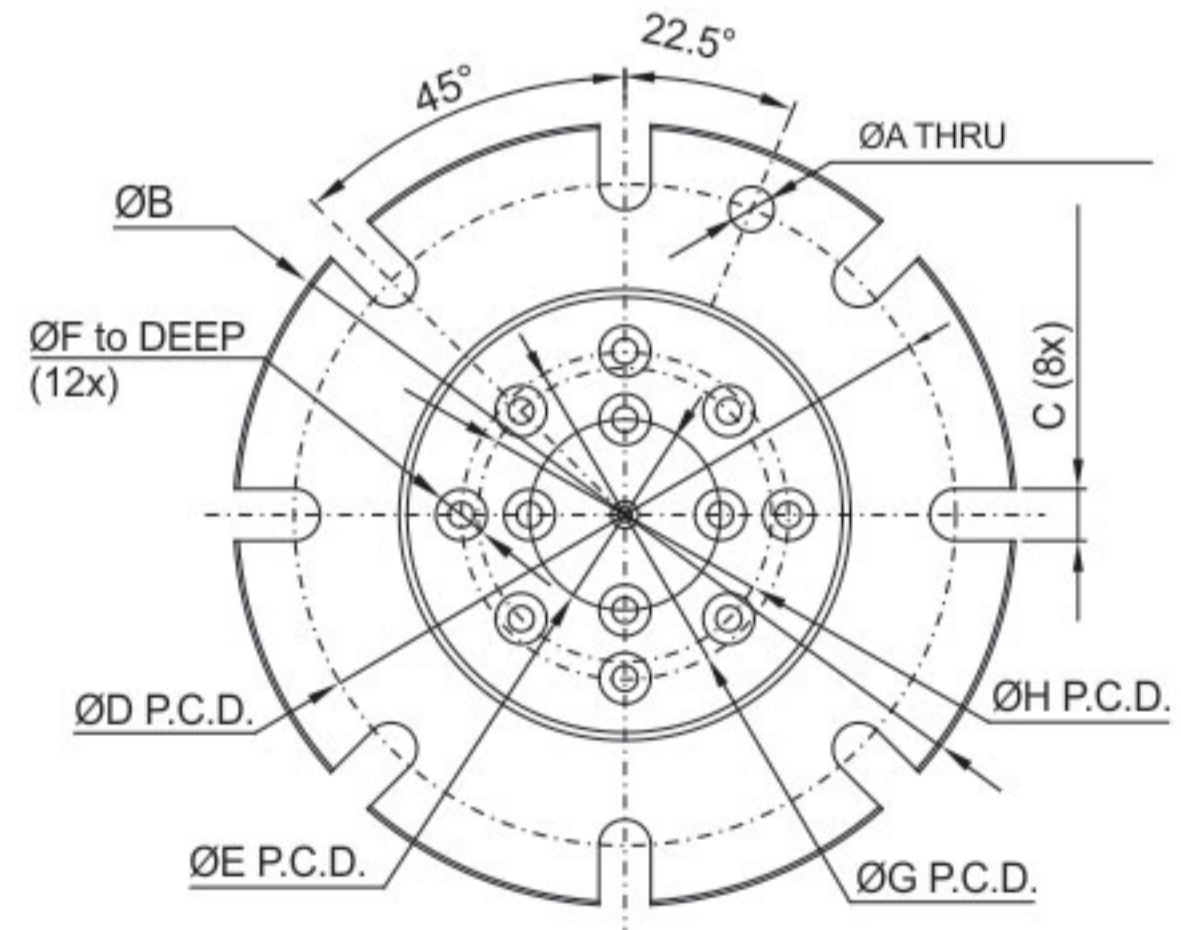 22.5°
45°
ØA THRU
ØB
ØF to DEEP
(12x)
C (8x)
ØD P.C.D.
ØH P.C.D.
ØE P.C.D.
ØG P.C.D.